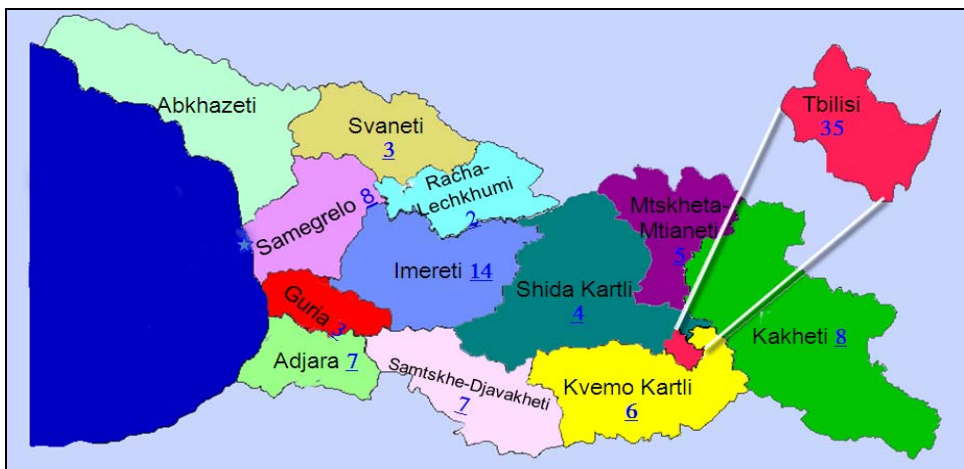 Abkhazeti
Svaneti
3
Racha-
Lechkhumi
2
Samegrelo 8
Imereti 14
Guria 3
Adjara 7
Samtskhe-Djavakheti
7
Shida Kartli
4
Mtskheta-
Mtianeti
5
Kvemo Kartli
6
Kakheti 8
Tbilisi
35